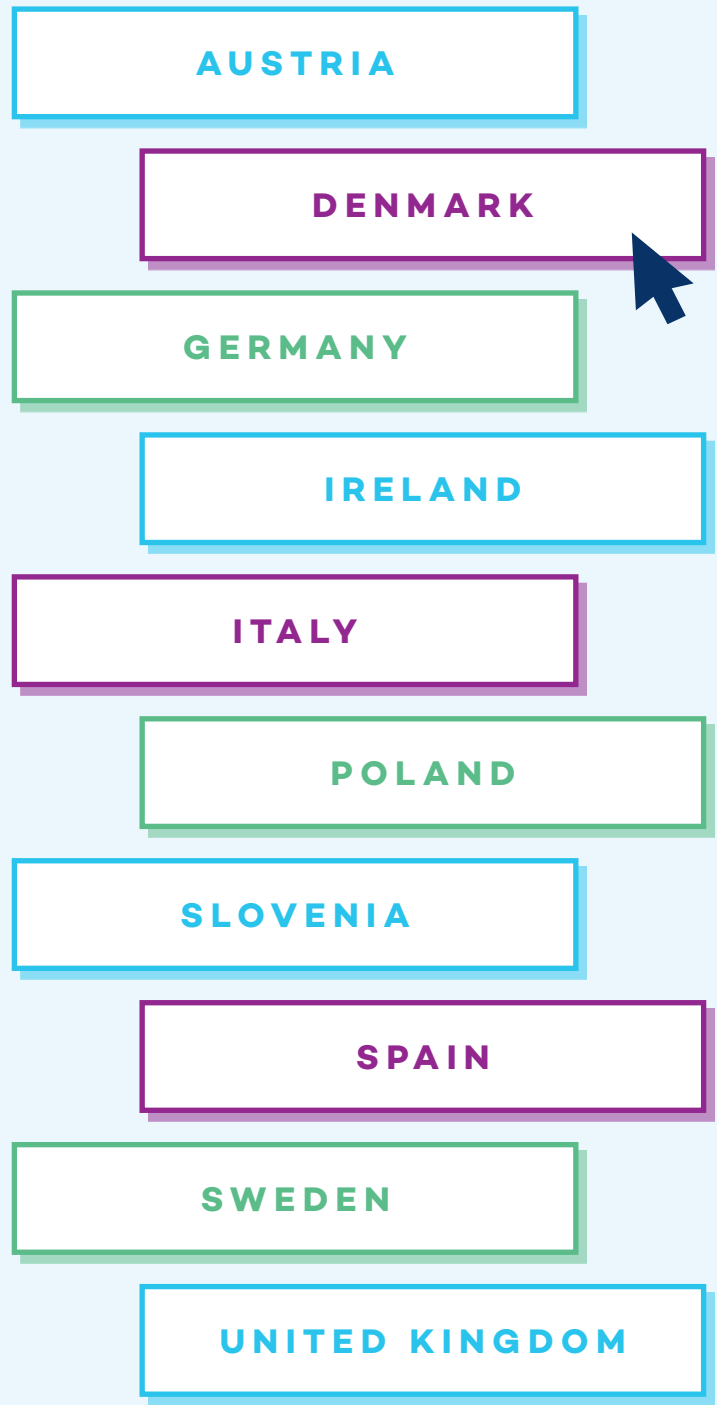 AUSTRIA
DENMARK
GERMANY
IRELAND
ITALY
POLAND
SLOVENIA
SPAIN
SWEDEN
UNITED KINGDOM